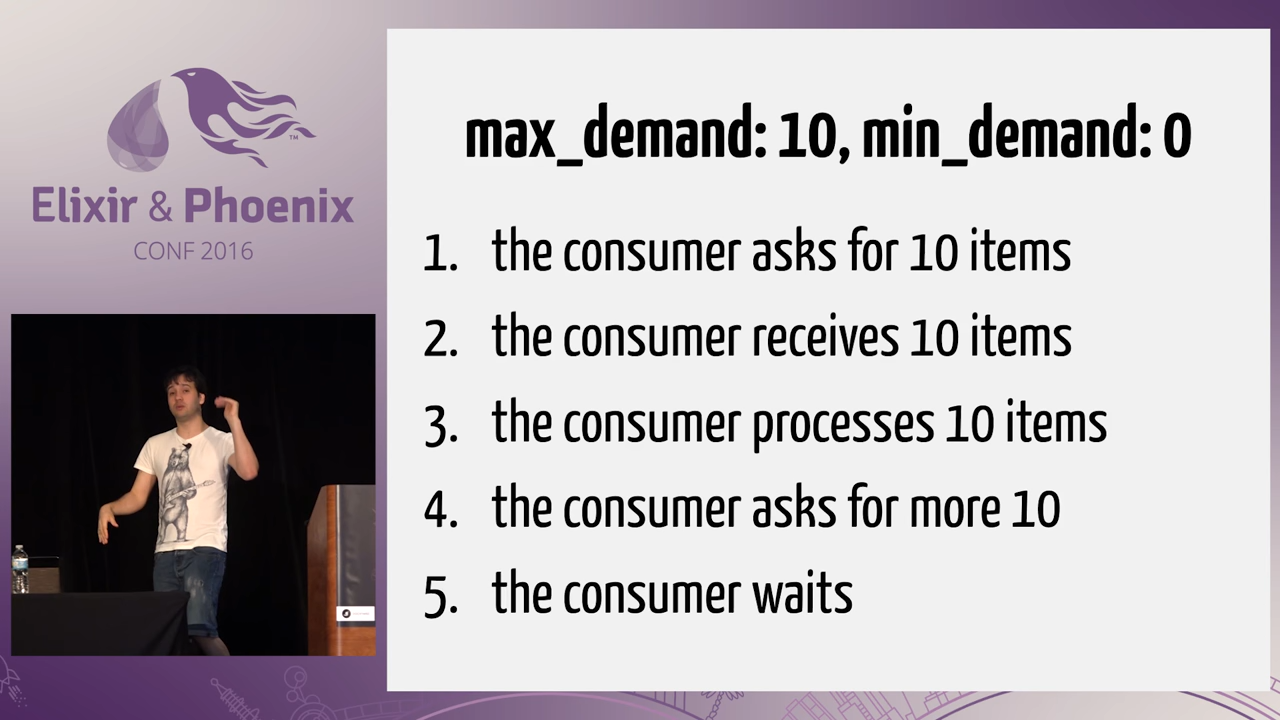 ™
Elixir & Phoenix
CONF 2016
max_demand: 10, min_demand: 0
1. the consumer asks for 10 items
2. the consumer receives 10 items
3. the consumer processes 10 items
4. the consumer asks for more 10
5. the consumer waits